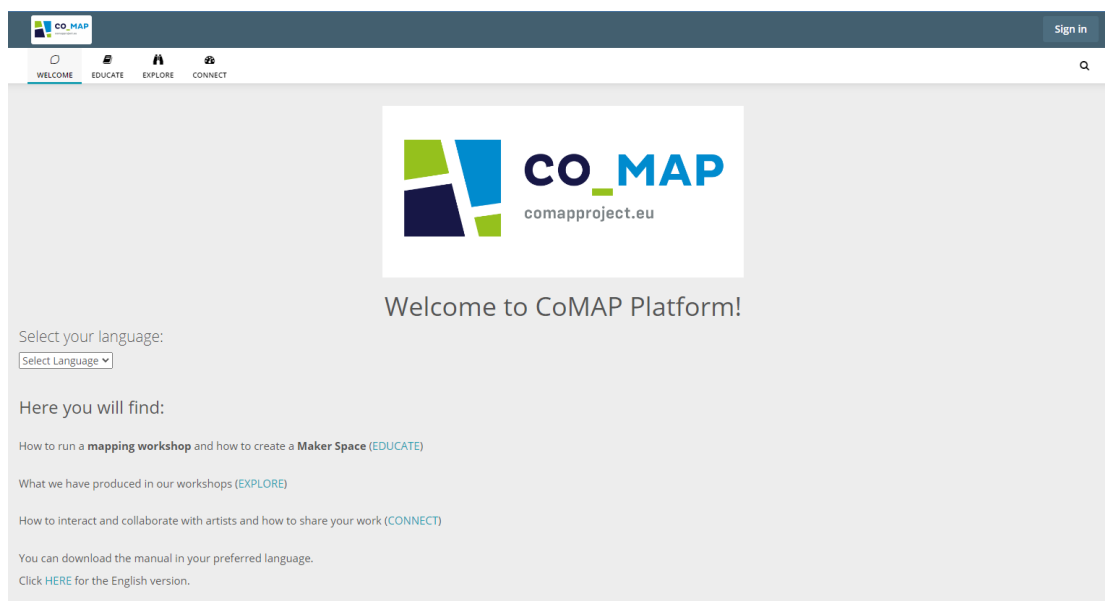 CO_MAP
Sign in
WELCOME
EDUCATE
EXPLORE
CONNECT
CO_MAP
comapproject.eu
Welcome to CoMAP Platform!
Select your language:
Select Language
Here you will find:
How to run a mapping workshop and how to create a Maker Space (EDUCATE)
What we have produced in our workshops (EXPLORE)
How to interact and collaborate with artists and how to share your work (CONNECT)
You can download the manual in your preferred language.
Click HERE for the English version.